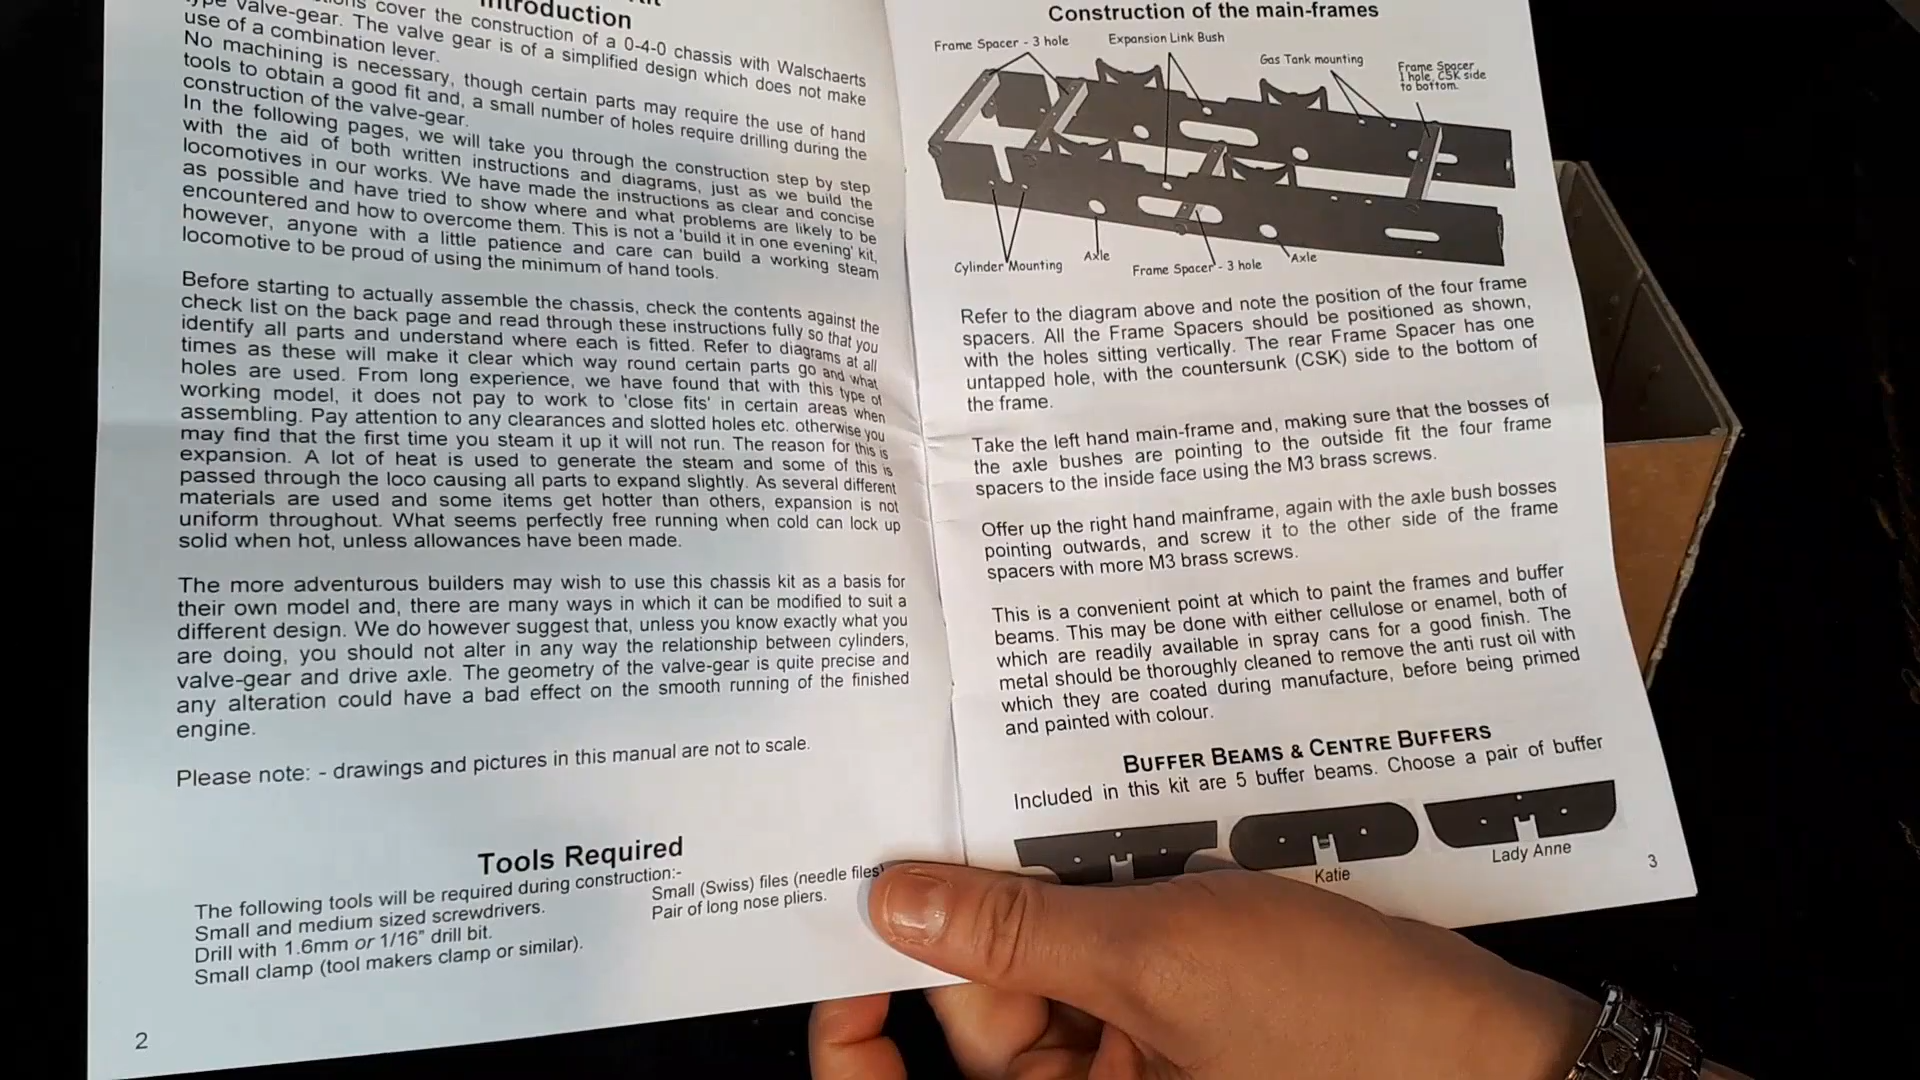 Introduction
cover the construction of a 0-4-0 chassis with Walschaerts
type valve-gear. The valve gear is of a simplified design which does not make
use of a combination lever.
No machining is necessary, though certain parts may require the use of hand
tools to obtain a good fit and, a small number of holes require drilling during the
construction of the valve-gear.
In the following pages, we will take you through the construction step by step
with the aid of both written instructions and diagrams, just as we build the
locomotives in our works. We have made the instructions as clear and concise
as possible and have tried to show where and what problems are likely to be
encountered and how to overcome them. This is not a 'build it in one evening' kit,
however, anyone with a little patience and care can build a working steam
locomotive to be proud of using the minimum of hand tools.
Before starting to actually assemble the chassis, check the contents against the
check list on the back page and read through these instructions fully so that you
identify all parts and understand where each is fitted. Refer to diagrams at all
times as these will make it clear which way round certain parts go and what
holes are used. From long experience, we have found that with this type of
working model, it does not pay to work to 'close fits' in certain areas when
assembling. Pay attention to any clearances and slotted holes etc. otherwise you
may find that the first time you steam it up it will not run. The reason for this is
expansion. A lot of heat is used to generate the steam and some of this is
passed through the loco causing all parts to expand slightly. As several different
materials are used and some items get hotter than others, expansion is not
uniform throughout. What seems perfectly free running when cold can lock up
solid when hot, unless allowances have been made.
The more adventurous builders may wish to use this chassis kit as a basis for
their own model and, there are many ways in which it can be modified to suit a
different design. We do however suggest that, unless you know exactly what you
are doing, you should not alter in any way the relationship between cylinders,
valve-gear and drive axle. The geometry of the valve-gear is quite precise and
any alteration could have a bad effect on the smooth running of the finished
engine.
Please note: - drawings and pictures in this manual are not to scale.
Tools Required
The following tools will be required during construction:-
Small and medium sized screwdrivers.
Drill with 1.6mm or 1/16" drill bit.
Small clamp (tool makers clamp or similar).
Small (Swiss) files (needle files)
Pair of long nose pliers.
2
Construction of the main-frames
Frame Spacer - 3 hole
Expansion Link Bush
Gas Tank mounting
Frame Spacer
1 hole, CSK side
to bottom.
Cylinder Mounting
Axle
Frame Spacer - 3 hole
Axle
Refer to the diagram above and note the position of the four frame
spacers. All the Frame Spacers should be positioned as shown,
with the holes sitting vertically. The rear Frame Spacer has one
untapped hole, with the countersunk (CSK) side to the bottom of
the frame.
Take the left hand main-frame and, making sure that the bosses of
the axle bushes are pointing to the outside fit the four frame
spacers to the inside face using the M3 brass screws.
Offer up the right hand mainframe, again with the axle bush bosses
pointing outwards, and screw it to the other side of the frame
spacers with more M3 brass screws.
This is a convenient point at which to paint the frames and buffer
beams. This may be done with either cellulose or enamel, both of
which are readily available in spray cans for a good finish. The
metal should be thoroughly cleaned to remove the anti rust oil with
which they are coated during manufacture, before being primed
and painted with colour.
BUFFER BEAMS & CENTRE BUFFERS
Included in this kit are 5 buffer beams. Choose a pair of buffer
Katie
Lady Anne
3